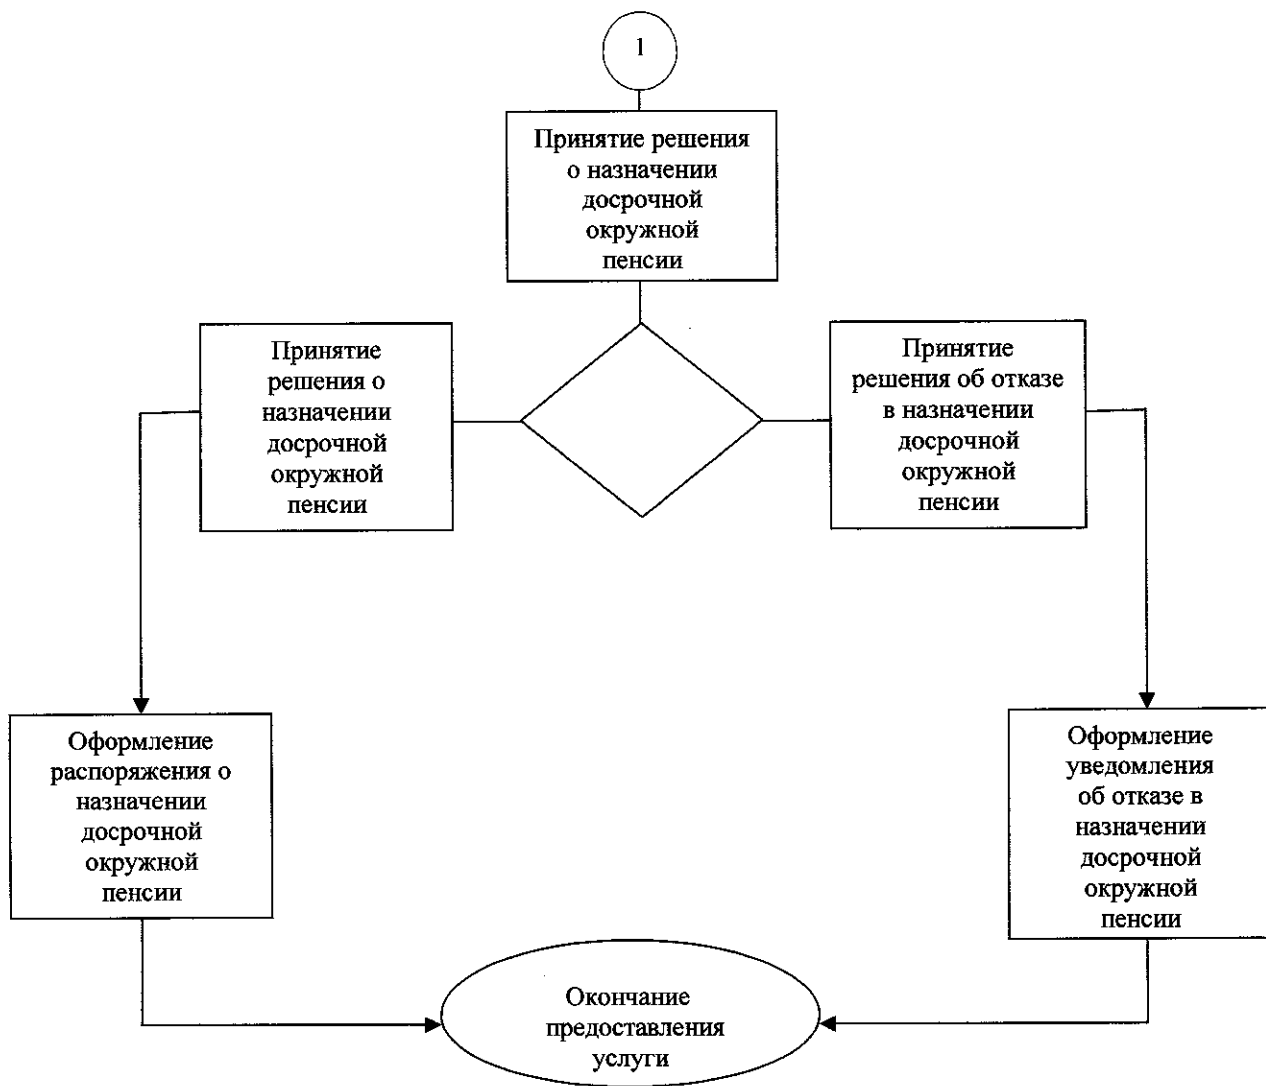 1
Принятие решения
о назначении
досрочной
окружной
пенсии
Принятие
решения о
назначении
досрочной
окружной
пенсии
Принятие
решения об отказе
в назначении
досрочной
окружной
пенсии
Оформление
распоряжения о
назначении
досрочной
окружной
пенсии
Оформление
уведомления
об отказе в
назначении
досрочной
окружной
пенсии
Окончание
предоставления
услуги